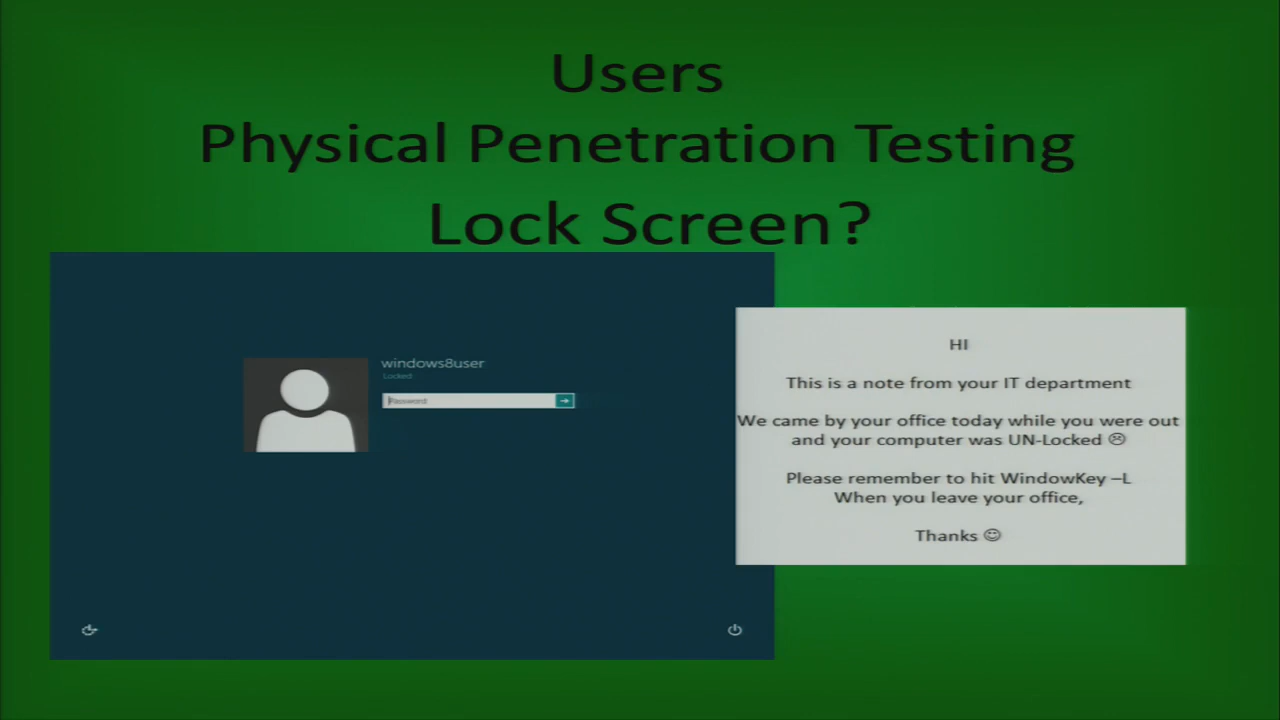 Users
Physical Penetration Testing
Lock Screen?
windows8user
Locked
Password
HI
This is a note from your IT department
We came by your office today while you were out
and your computer was UN-Locked ☹
Please remember to hit WindowKey –L
When you leave your office,
Thanks ☺